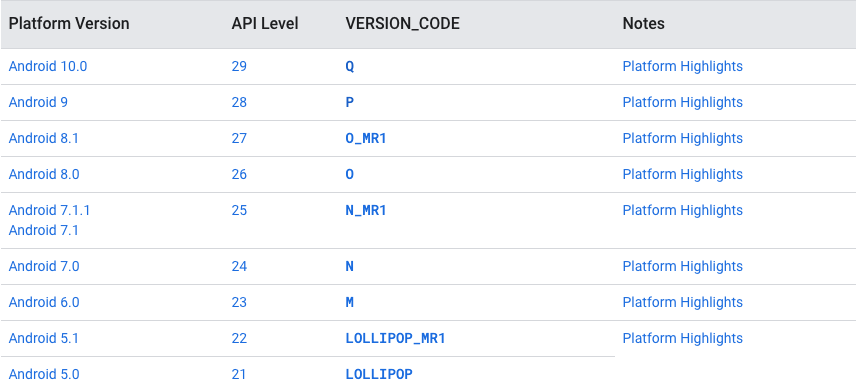 Platform Version API Level VERSION_CODE Notes
Android 10.0 29 Q Platform Highlights
Android 9 28 P Platform Highlights
Android 8.1 27 O_MR1 Platform Highlights
Android 8.0 26 O Platform Highlights
Android 7.1.1 25 N_MR1 Platform Highlights
Android 7.1
Android 7.0 24 N Platform Highlights
Android 6.0 23 M Platform Highlights
Android 5.1 22 LOLLIPOP_MR1 Platform Highlights
Android 5.0 21 LOLLIPOP